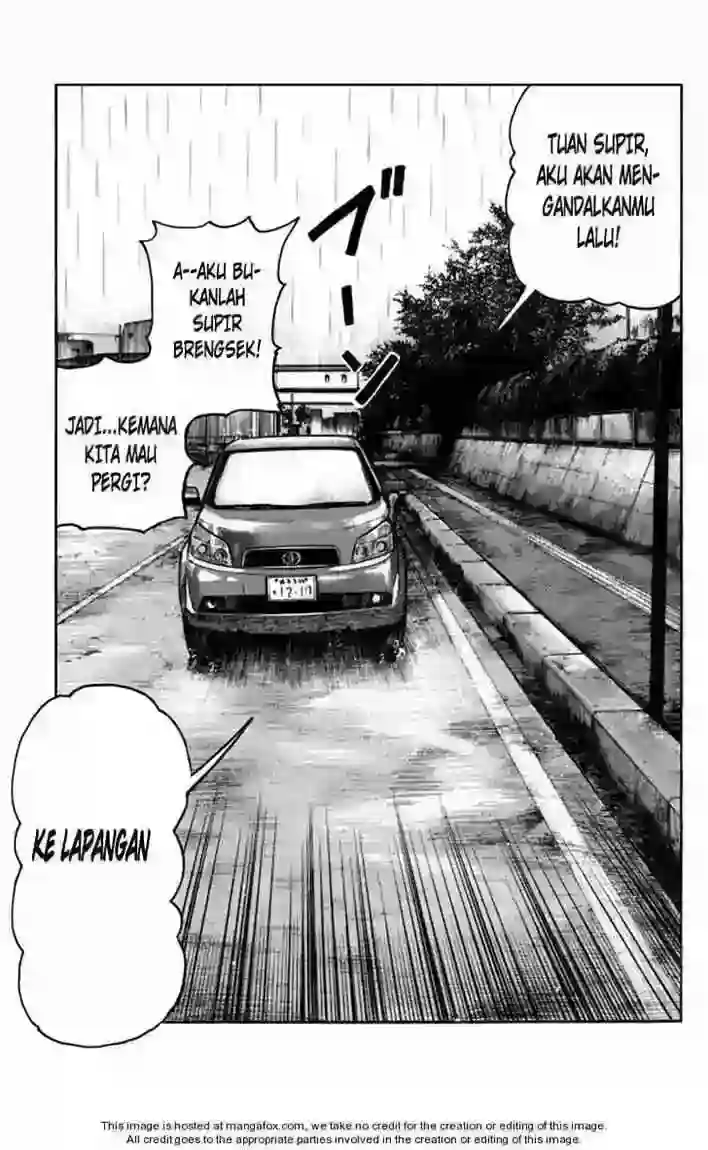 TUAN SUPIR,
AKU AKAN MEN-
GANDALKANMU
LALU!
A--AKU BU-
KANLAH
SUPIR
BRENGSEK!
JADI...KEMANA
KITA MAU
PERGI?
12-10
KE LAPANGAN
This image is hosted at mangafox.com, we take no credit for the creation or editing of this image.
All credit goes to the appropriate parties involved in the creation or editing of this image.